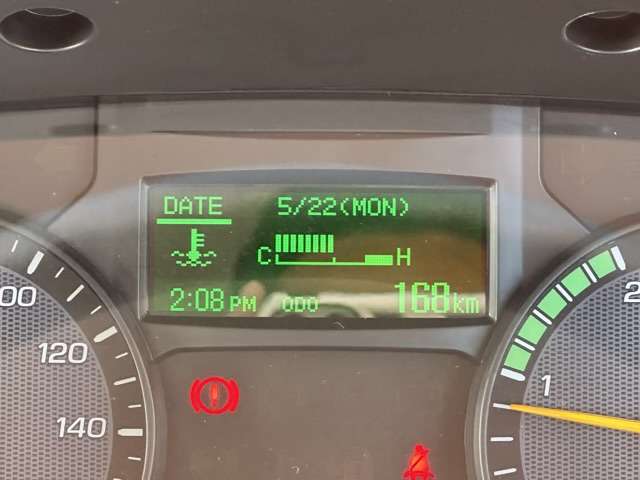 DATE 5/22(MON)
C H
2:08 PM ODO 168km
120
140
1